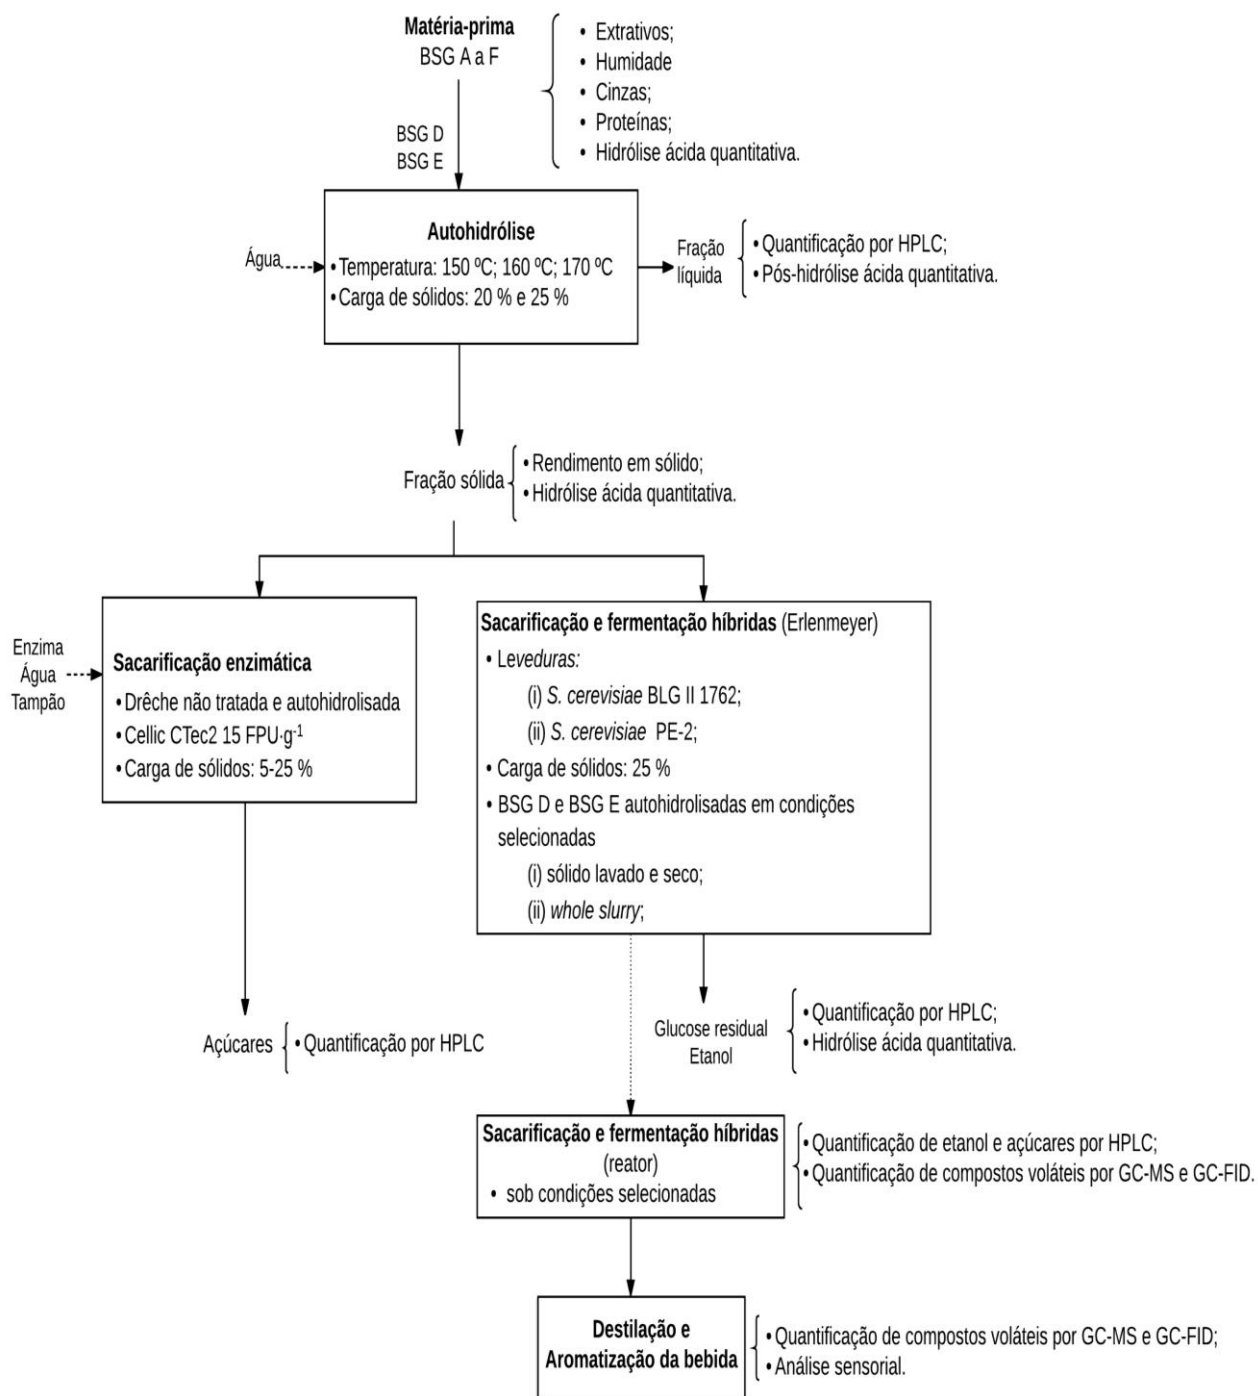 Matéria-prima
BSG A a F
• Extrativos;
• Humidade
• Cinzas;
• Proteínas;
• Hidrólise ácida quantitativa.
BSG D
BSG E
Autohidrólise
• Temperatura: 150 ºC; 160 ºC; 170 ºC
• Carga de sólidos: 20 % e 25 %
Água
Fração
líquida
• Quantificação por HPLC;
• Pós-hidrólise ácida quantitativa.
Fração sólida
• Rendimento em sólido;
• Hidrólise ácida quantitativa.
Enzima
Água
Tampão
Sacarificação enzimática
• Drêche não tratada e autohidrolisada
• Cellic CTec2 15 FPU·g-1
• Carga de sólidos: 5-25 %
Sacarificação e fermentação híbridas (Erlenmeyer)
• Leveduras:
(i) S. cerevisiae BLG II 1762;
(ii) S. cerevisiae PE-2;
• Carga de sólidos: 25 %
• BSG D e BSG E autohidrolisadas em condições
selecionadas
(i) sólido lavado e seco;
(ii) whole slurry;
Açúcares
• Quantificação por HPLC
Glucose residual
Etanol
• Quantificação por HPLC;
• Hidrólise ácida quantitativa.
Sacarificação e fermentação híbridas
(reator)
• sob condições selecionadas
• Quantificação de etanol e açúcares por HPLC;
• Quantificação de compostos voláteis por GC-MS e GC-FID.
Destilação e
Aromatização da bebida
• Quantificação de compostos voláteis por GC-MS e GC-FID;
• Análise sensorial.